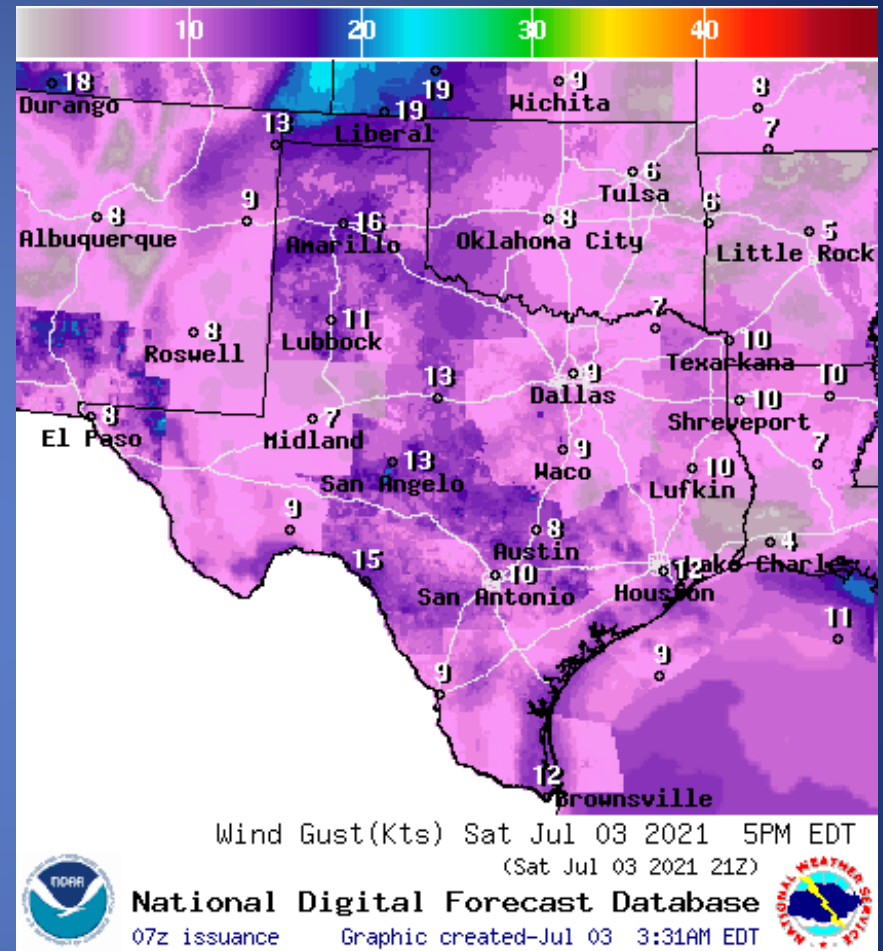 10 20 30 40
18
Durango
19
19
Liberal
9
Wichita
8
7
13
6
Tulsa
8
Albuquerque
9
16
Amarillo
8
Oklahoma City
6
5
Little Rock
8
Roswell
11
Lubbock
7
10
Texarkana
13
9
Dallas
10
Shreveport
10
8
El Paso
7
Midland
13
San Angelo
9
Waco
10
Lufkin
7
9
8
Austin
4
Lake Charles
15
10
San Antonio
12
Houston
11
9
9
12
Brownsville
Wind Gust(Kts) Sat Jul 03 2021 5PM EDT
(Sat Jul 03 2021 21Z)
NOAA
National Digital Forecast Database
07z issuance Graphic created-Jul 03 3:31AM EDT
NATIONAL WEATHER SERVICE